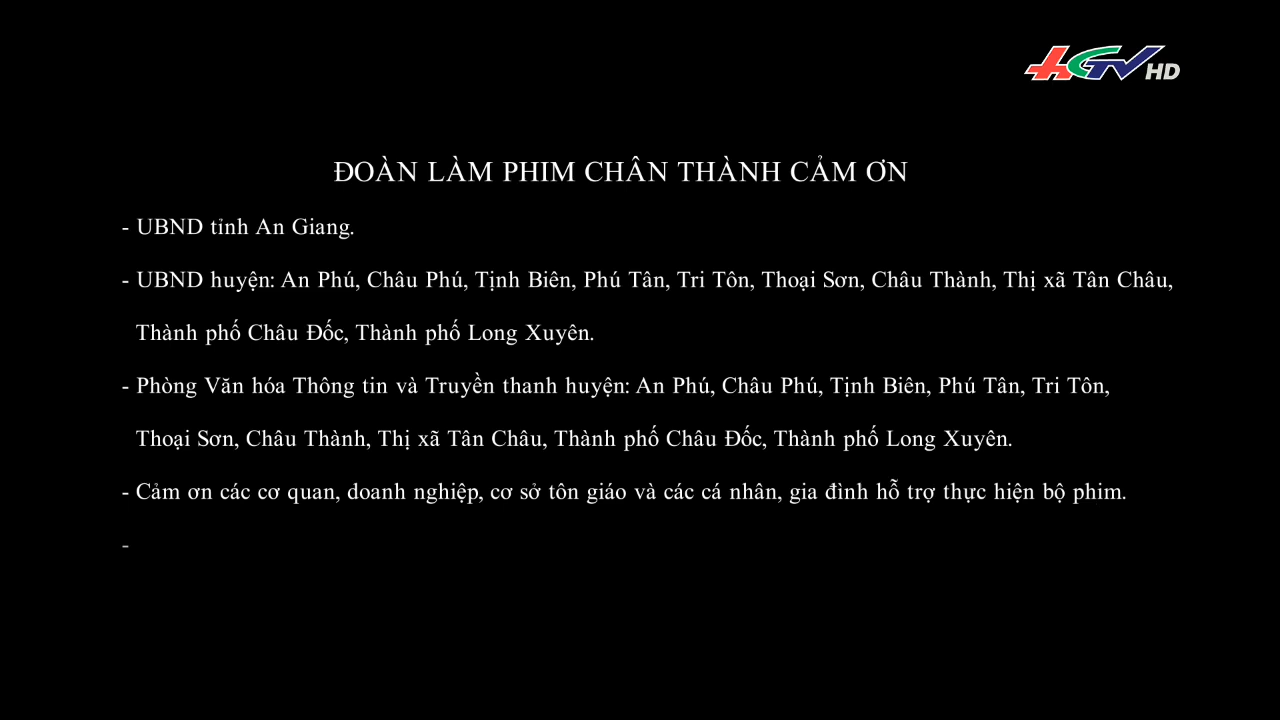 HGTV HD
ĐOÀN LÀM PHIM CHÂN THÀNH CẢM ƠN
- UBND tỉnh An Giang.
- UBND huyện: An Phú, Châu Phú, Tịnh Biên, Phú Tân, Tri Tôn, Thoại Sơn, Châu Thành, Thị xã Tân Châu,
Thành phố Châu Đốc, Thành phố Long Xuyên.
- Phòng Văn hóa Thông tin và Truyền thanh huyện: An Phú, Châu Phú, Tịnh Biên, Phú Tân, Tri Tôn,
Thoại Sơn, Châu Thành, Thị xã Tân Châu, Thành phố Châu Đốc, Thành phố Long Xuyên.
- Cảm ơn các cơ quan, doanh nghiệp, cơ sở tôn giáo và các cá nhân, gia đình hỗ trợ thực hiện bộ phim.
-